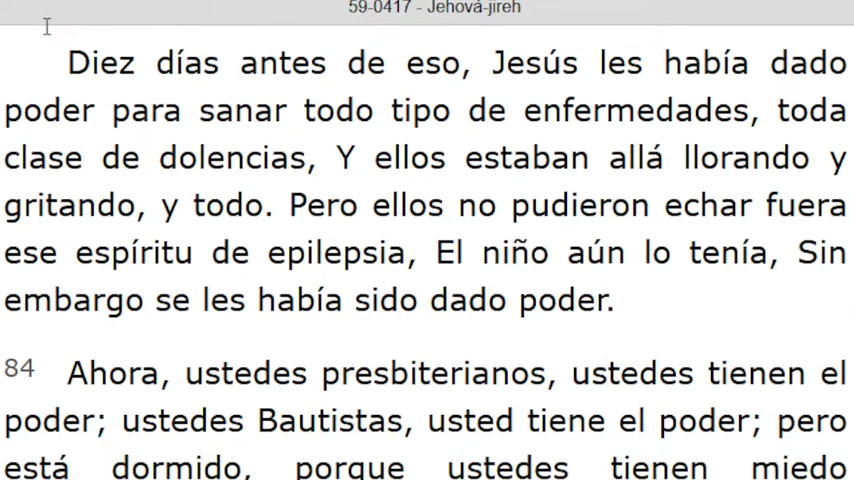 59-0417 - Jehová-jireh
Diez días antes de eso, Jesús les había dado
poder para sanar todo tipo de enfermedades, toda
clase de dolencias, Y ellos estaban allá llorando y
gritando, y todo. Pero ellos no pudieron echar fuera
ese espíritu de epilepsia, El niño aún lo tenía, Sin
embargo se les había sido dado poder.
84 Ahora, ustedes presbiterianos, ustedes tienen el
poder; ustedes Bautistas, usted tiene el poder; pero
está dormido, porque ustedes tienen miedo